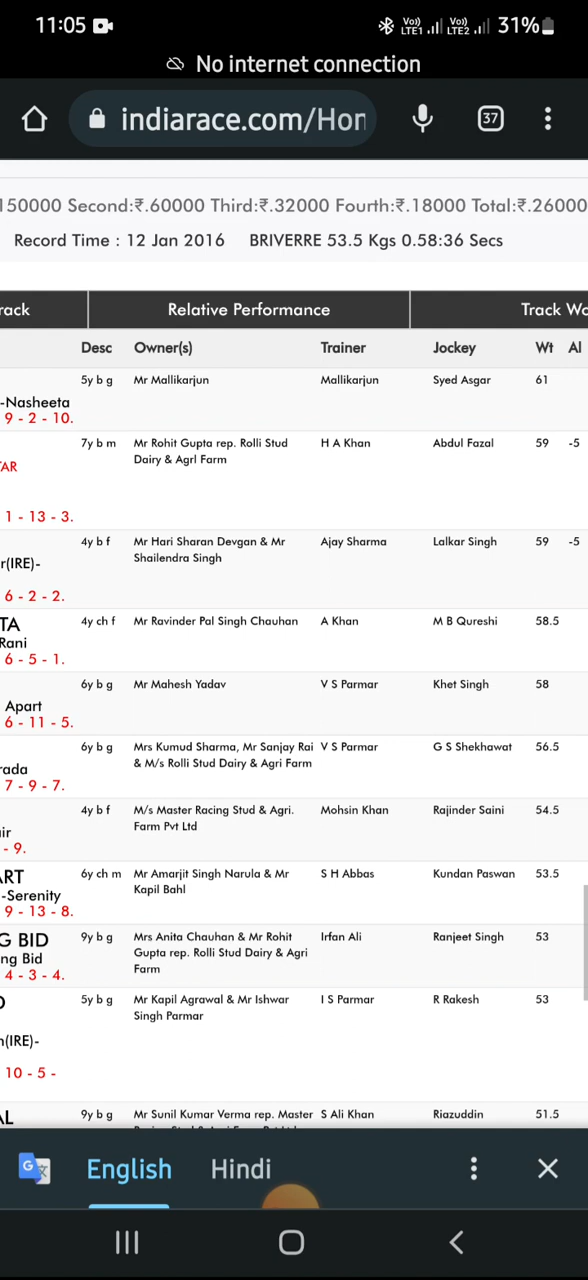 11:05
Vo)) LTE1 Vo)) LTE2 31%
No internet connection
indiarace.com/Hor
37
150000 Second:₹.60000 Third:₹.32000 Fourth:₹.18000 Total:₹.26000
Record Time : 12 Jan 2016 BRIVERRE 53.5 Kgs 0.58:36 Secs
rack Relative Performance Track Wo
Desc Owner(s) Trainer Jockey Wt Al
5y b g Mr Mallikarjun Mallikarjun Syed Asgar 61
-Nasheeta
9 - 2 - 10.
7y b m Mr Rohit Gupta rep. Rolli Stud H A Khan Abdul Fazal 59 -5
Dairy & Agrl Farm
TAR
1 - 13 - 3.
4y b f Mr Hari Sharan Devgan & Mr Ajay Sharma Lalkar Singh 59 -5
Shailendra Singh
r(IRE)-
6 - 2 - 2.
TA 4y ch f Mr Ravinder Pal Singh Chauhan A Khan M B Qureshi 58.5
Rani
6 - 5 - 1.
6y b g Mr Mahesh Yadav V S Parmar Khet Singh 58
Apart
6 - 11 - 5.
6y b g Mrs Kumud Sharma, Mr Sanjay Rai V S Parmar G S Shekhawat 56.5
& M/s Rolli Stud Dairy & Agri Farm
rada
7 - 9 - 7.
4y b f M/s Master Racing Stud & Agri. Mohsin Khan Rajinder Saini 54.5
Farm Pvt Ltd
ir
- 9.
ART 6y ch m Mr Amarjit Singh Narula & Mr S H Abbas Kundan Paswan 53.5
Kapil Bahl
-Serenity
9 - 13 - 8.
G BID 9y b g Mrs Anita Chauhan & Mr Rohit Irfan Ali Ranjeet Singh 53
Gupta rep. Rolli Stud Dairy & Agri
ng Bid
Farm
4 - 3 - 4.
5y b g Mr Kapil Agrawal & Mr Ishwar I S Parmar R Rakesh 53
Singh Parmar
(IRE)-
10 - 5 -
AL 9y b g Mr Sunil Kumar Verma rep. Master S Ali Khan Riazuddin 51.5
English Hindi